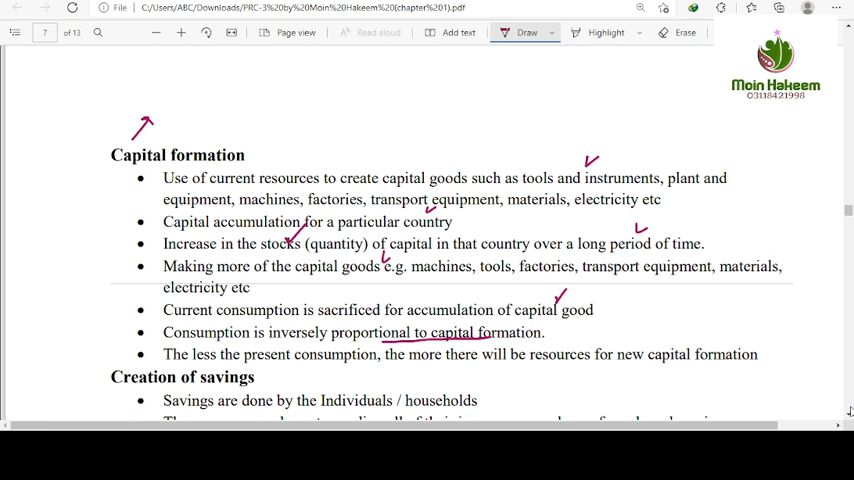 File
C:/Users/ABC/Downloads/PRC-3%20by%20Moin%20Hakeem%20(chapter%201).pdf
7 of 13
Page view
Read aloud
Add text
Draw
Highlight
Erase
Moin Hakeem
03118421998
Capital formation
• Use of current resources to create capital goods such as tools and instruments, plant and
equipment, machines, factories, transport equipment, materials, electricity etc
• Capital accumulation for a particular country
• Increase in the stocks (quantity) of capital in that country over a long period of time.
• Making more of the capital goods e.g. machines, tools, factories, transport equipment, materials,
electricity etc
• Current consumption is sacrificed for accumulation of capital good
• Consumption is inversely proportional to capital formation.
• The less the present consumption, the more there will be resources for new capital formation
Creation of savings
• Savings are done by the Individuals / households